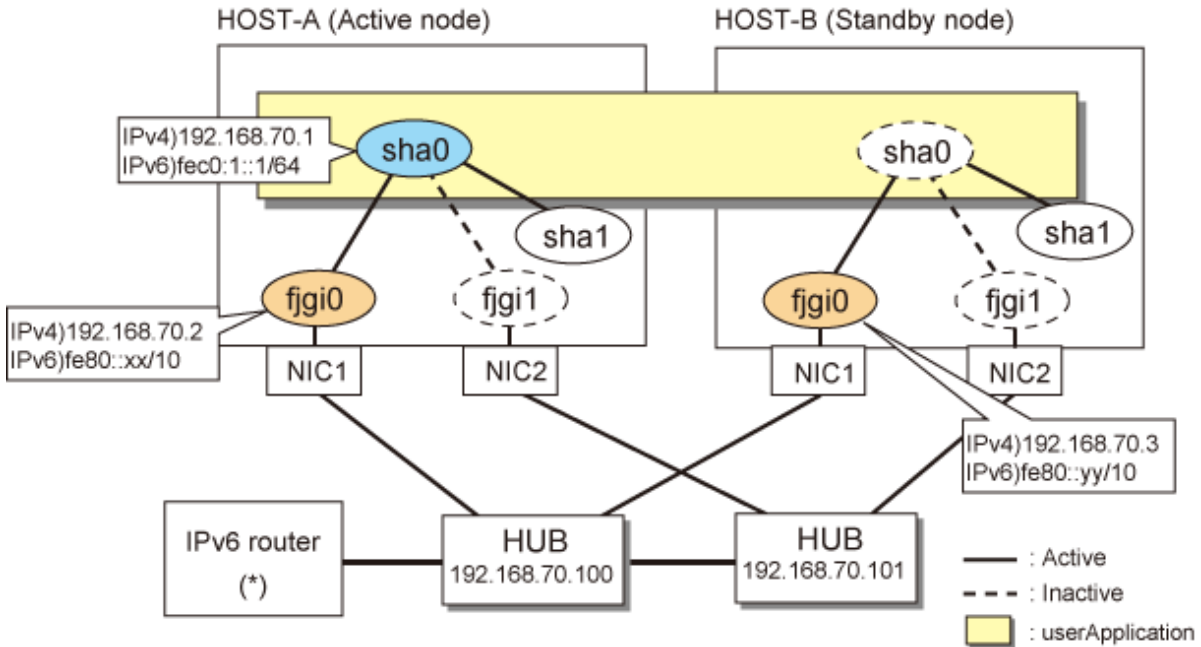 HOST-A (Active node)
HOST-B (Standby node)
IPv4)192.168.70.1
IPv6)fec0:1::1/64
sha0
sha0
sha1
sha1
fjgi0
fjgi1
fjgi0
fjgi1
IPv4)192.168.70.2
IPv6)fe80::xx/10
NIC1
NIC2
NIC1
NIC2
IPv4)192.168.70.3
IPv6)fe80::yy/10
IPv6 router
(*)
HUB
192.168.70.100
HUB
192.168.70.101
: Active
: Inactive
: userApplication